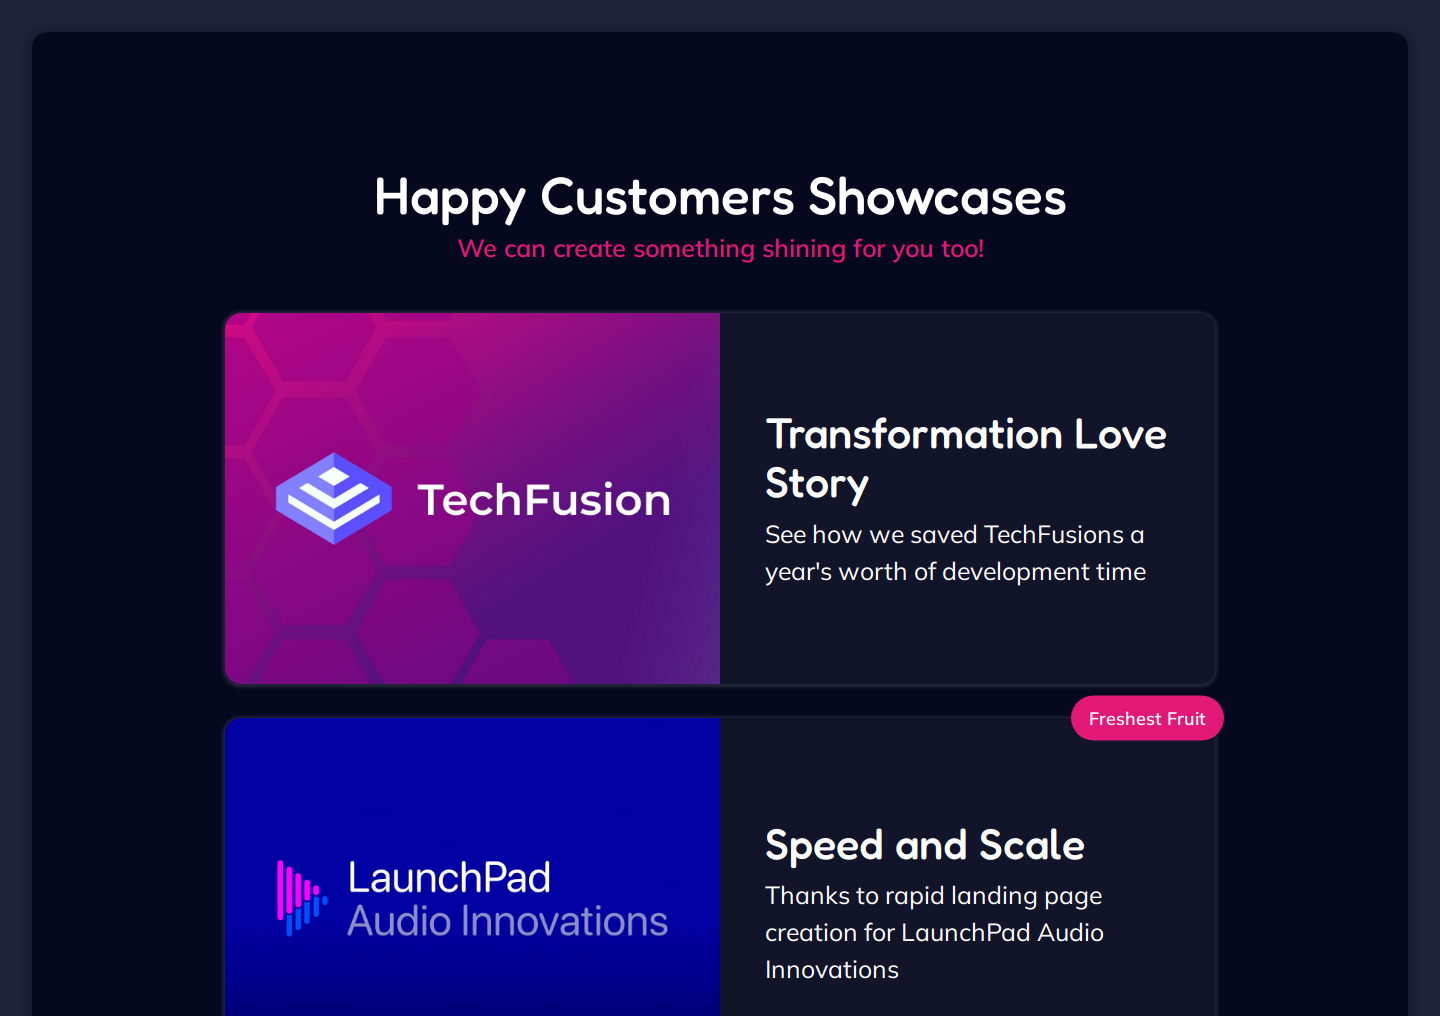 Happy Customers Showcases
We can create something shining for you too!
TechFusion
Transformation Love
Story
See how we saved TechFusions a
year's worth of development time
Freshest Fruit
LaunchPad
Audio Innovations
Speed and Scale
Thanks to rapid landing page
creation for LaunchPad Audio
Innovations